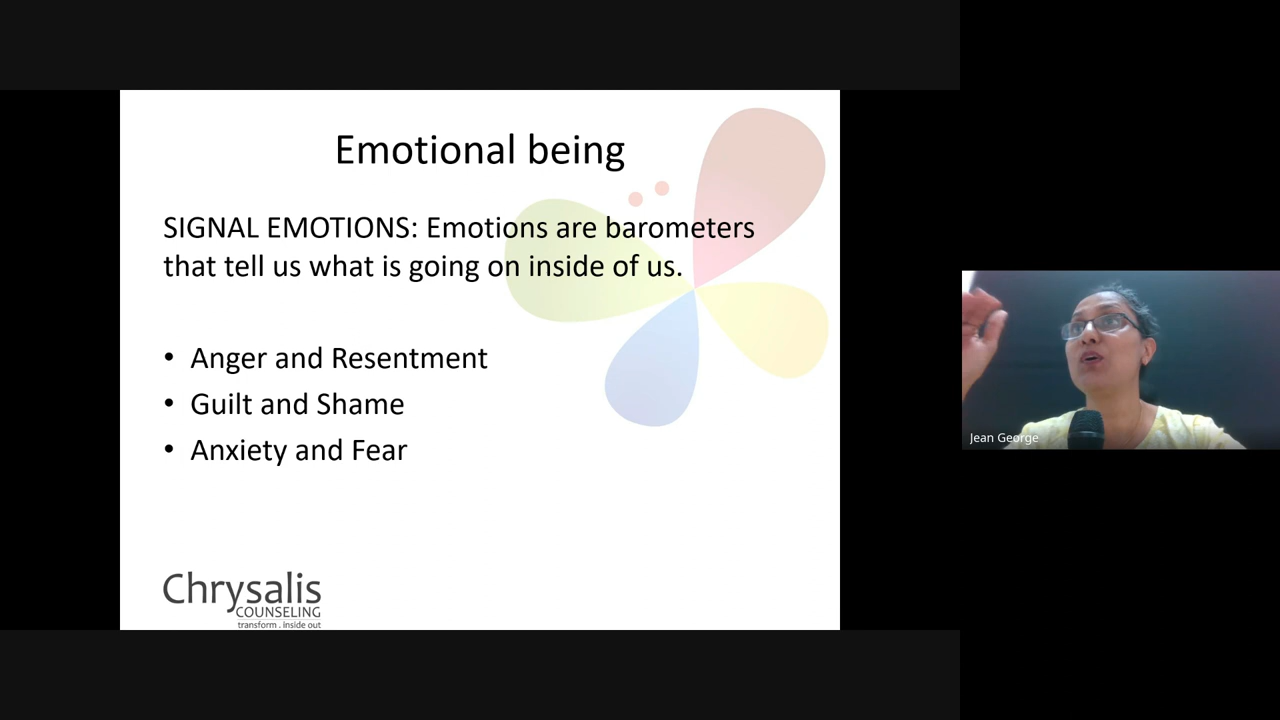 Emotional being
SIGNAL EMOTIONS: Emotions are barometers
that tell us what is going on inside of us.
• Anger and Resentment
• Guilt and Shame
• Anxiety and Fear
Chrysalis
COUNSELING
transform . inside out
Jean George